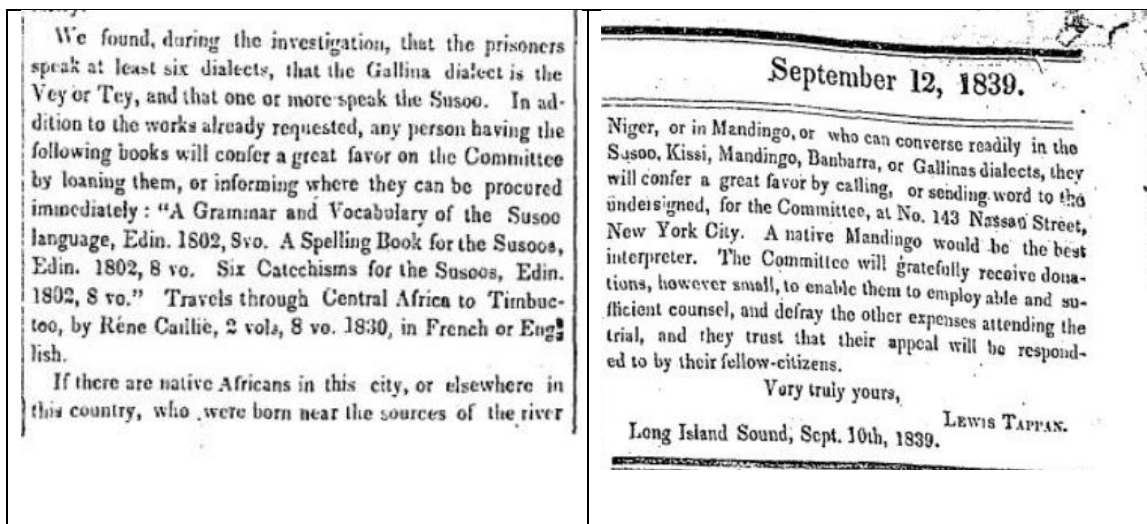 We found, during the investigation, that the prisoners
speak at least six dialects, that the Gallina dialect is the
Vey or Tey, and that one or more speak the Susoo. In ad-
dition to the works already requested, any person having the
following books will confer a great favor on the Committee
by loaning them, or informing where they can be procured
immediately: "A Grammar and Vocabulary of the Susoo
language, Edin. 1802, 8vo. A Spelling Book for the Susoos,
Edin. 1802, 8 vo. Six Catechisms for the Susoos, Edin.
1802, 8 vo." Travels through Central Africa to Timbuc-
too, by Réne Caillié, 2 vols, 8 vo. 1830, in French or Eng-
lish.
If there are native Africans in this city, or elsewhere in
this country, who were born near the sources of the river
September 12, 1839.
Niger, or in Mandingo, or who can converse readily in the
Susoo, Kissi, Mandingo, Banbarra, or Gallinas dialects, they
will confer a great favor by calling, or sending word to the
undersigned, for the Committee, at No. 143 Nassau Street,
New York City. A native Mandingo would be the best
interpreter. The Committee will gratefully receive dona-
tions, however small, to enable them to employ able and su-
fficient counsel, and defray the other expenses attending the
trial, and they trust that their appeal will be respond-
ed to by their fellow-citizens.
Very truly yours,
LEWIS TAPPAN.
Long Island Sound, Sept. 10th, 1839.